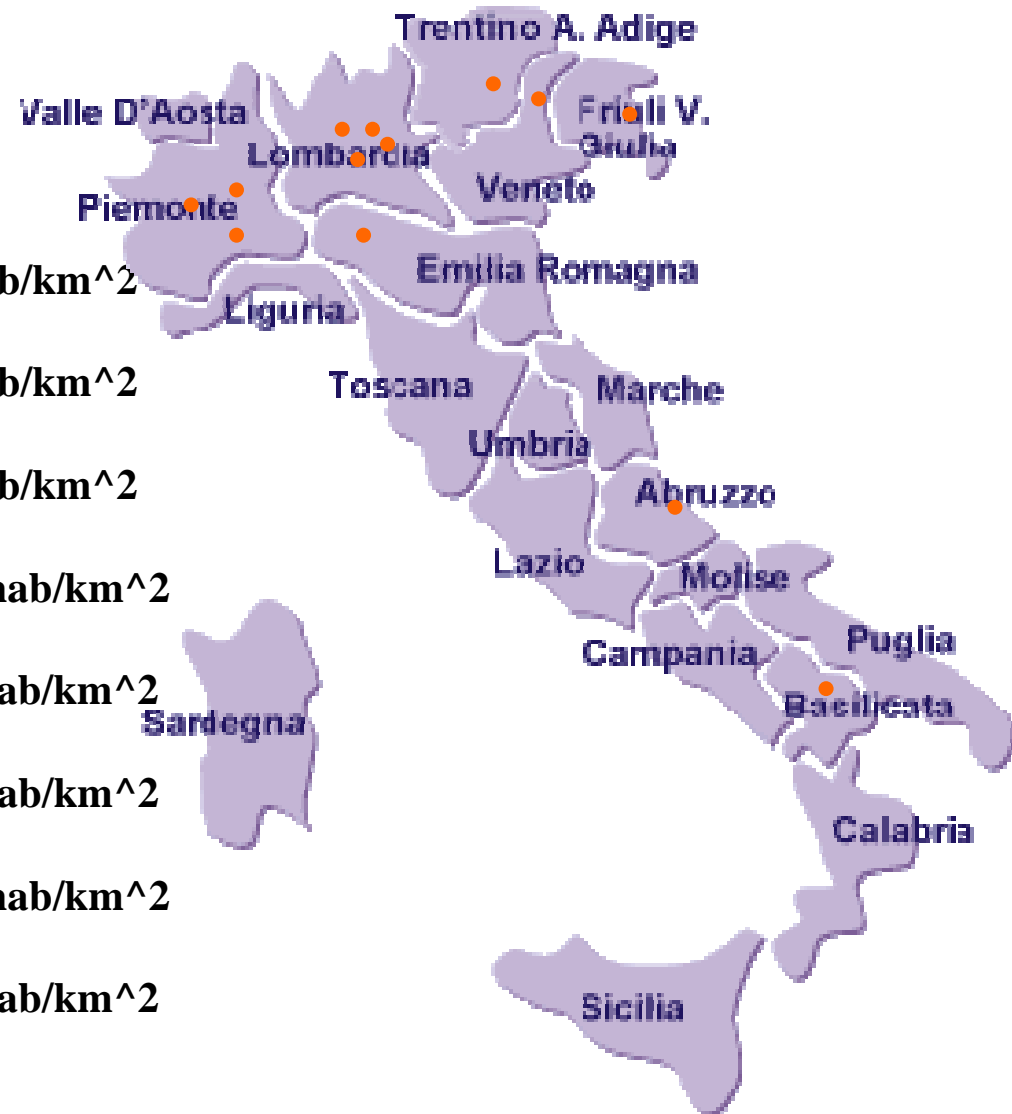 Trentino A. Adige
Valle D'Aosta
Friuli V.
Giulia
Lombardia
Veneto
Piemonte
Emilia Romagna
b/km^2
Liguria
Toscana
b/km^2
Marche
Umbria
b/km^2
Abruzzo
Lazio
Molise
ab/km^2
Campania
Puglia
ab/km^2
Sardegna
Basilicata
ab/km^2
Calabria
ab/km^2
ab/km^2
Sicilia